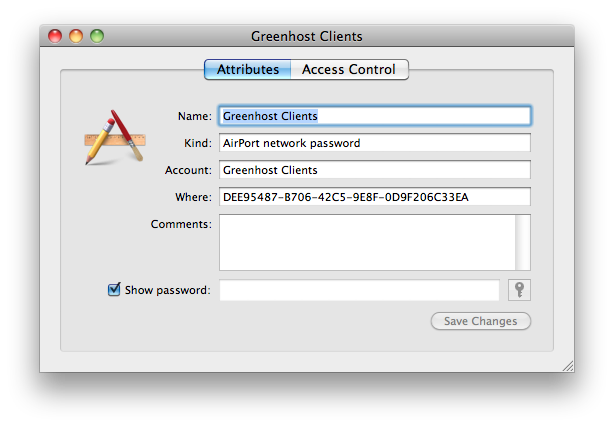 Greenhost Clients
Attributes Access Control
Name: Greenhost Clients
Kind: AirPort network password
Account: Greenhost Clients
Where: DEE95487-B706-42C5-9E8F-0D9F206C33EA
Comments:
Show password:
Save Changes